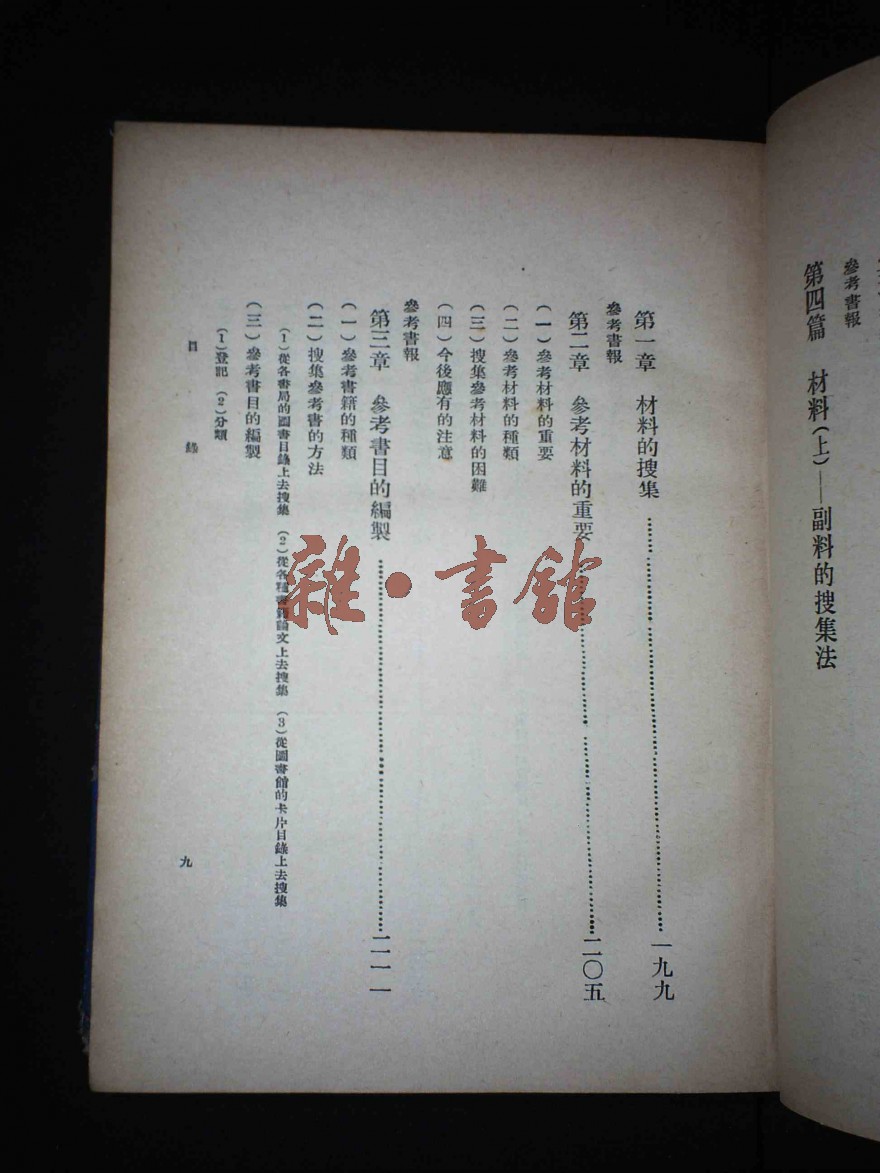 參考書報
第四篇 材料(上)——副料的搜集法
第一章 材料的搜集……一九九
參考書報
第二章 參考材料的重要……二〇五
(一)參考材料的重要
(二)參考材料的種類
(三)搜集參考材料的困難
(四)今後應有的注意
參考書報
第三章 參考書目的編製……二一一
(一)參考書籍的種類
(二)搜集參考書的方法
(1)從各書局的圖書目錄上去搜集 (2)從各種書籍論文上去搜集 (3)從圖書館的卡片目錄上去搜集
(三)參考書目的編製
(1)登記 (2)分類
目 錄 九
雜·書館